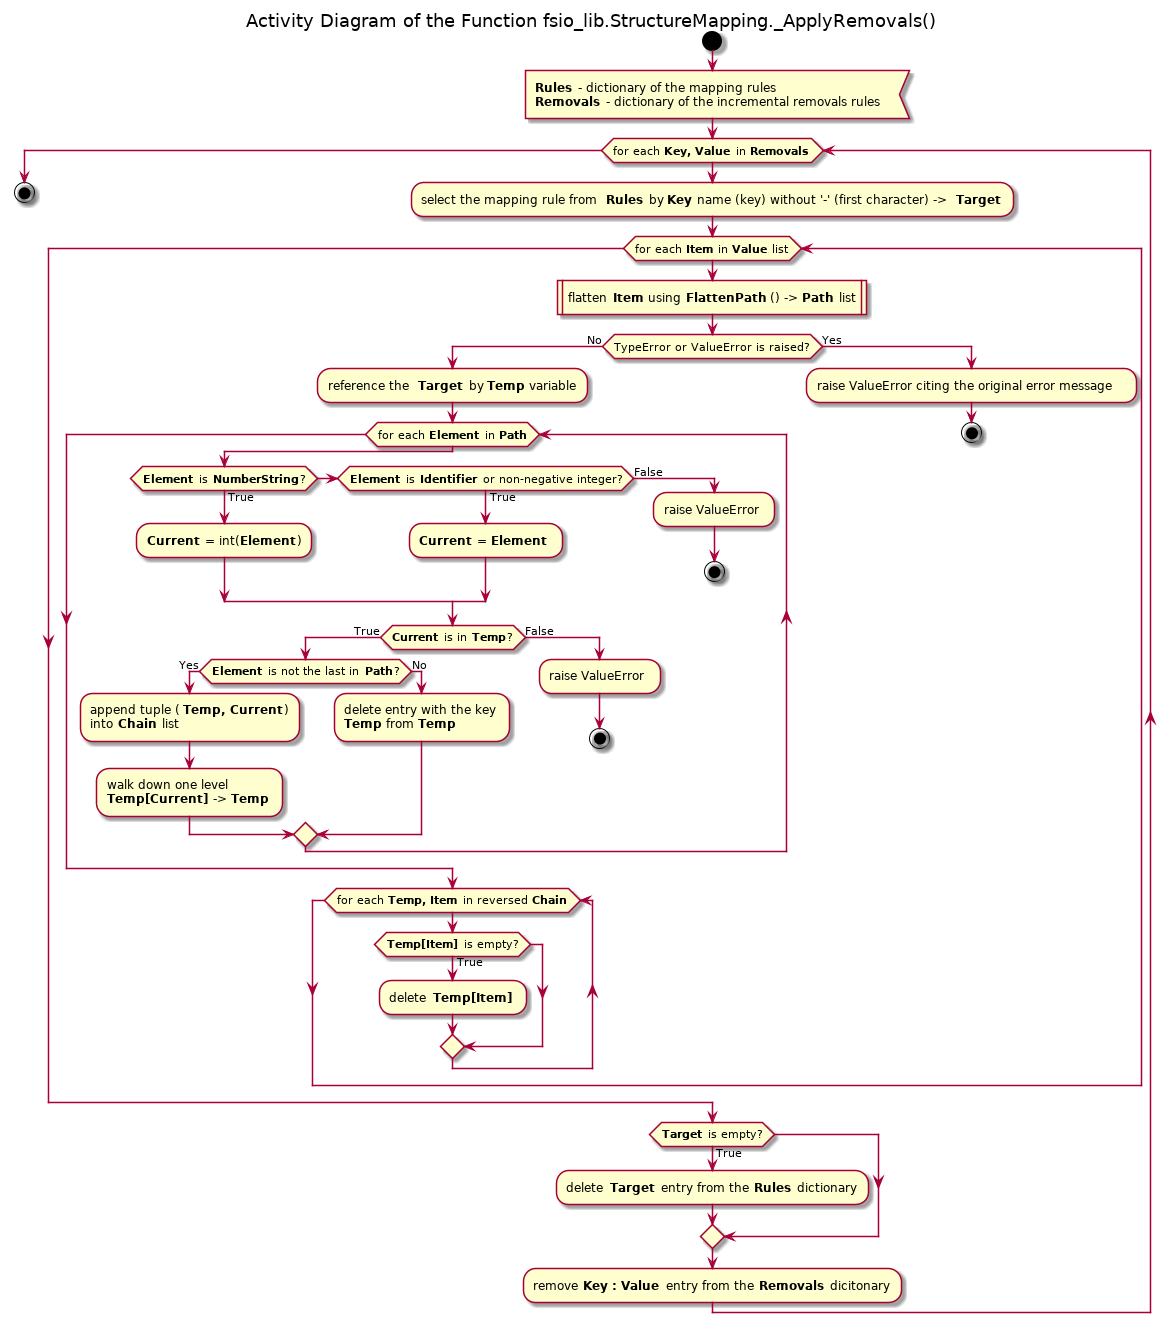 Activity Diagram of the Function fsio_lib.StructureMapping._ApplyRemovals()
Rules - dictionary of the mapping rules
Removals - dictionary of the incremental removals rules
for each Key, Value in Removals
select the mapping rule from Rules by Key name (key) without '-' (first character) -> Target
for each Item in Value list
flatten Item using FlattenPath () -> Path list
No
TypeError or ValueError is raised?
Yes
reference the Target by Temp variable
raise ValueError citing the original error message
for each Element in Path
Element is NumberString?
Element is Identifier or non-negative integer?
False
True
True
raise ValueError
Current = int(Element)
Current = Element
True
Current is in Temp?
False
Yes
Element is not the last in Path?
No
raise ValueError
append tuple ( Temp, Current)
into Chain list
delete entry with the key
Temp from Temp
walk down one level
Temp[Current] -> Temp
for each Temp, Item in reversed Chain
Temp[Item] is empty?
True
delete Temp[Item]
Target is empty?
True
delete Target entry from the Rules dictionary
remove Key : Value entry from the Removals dicitonary